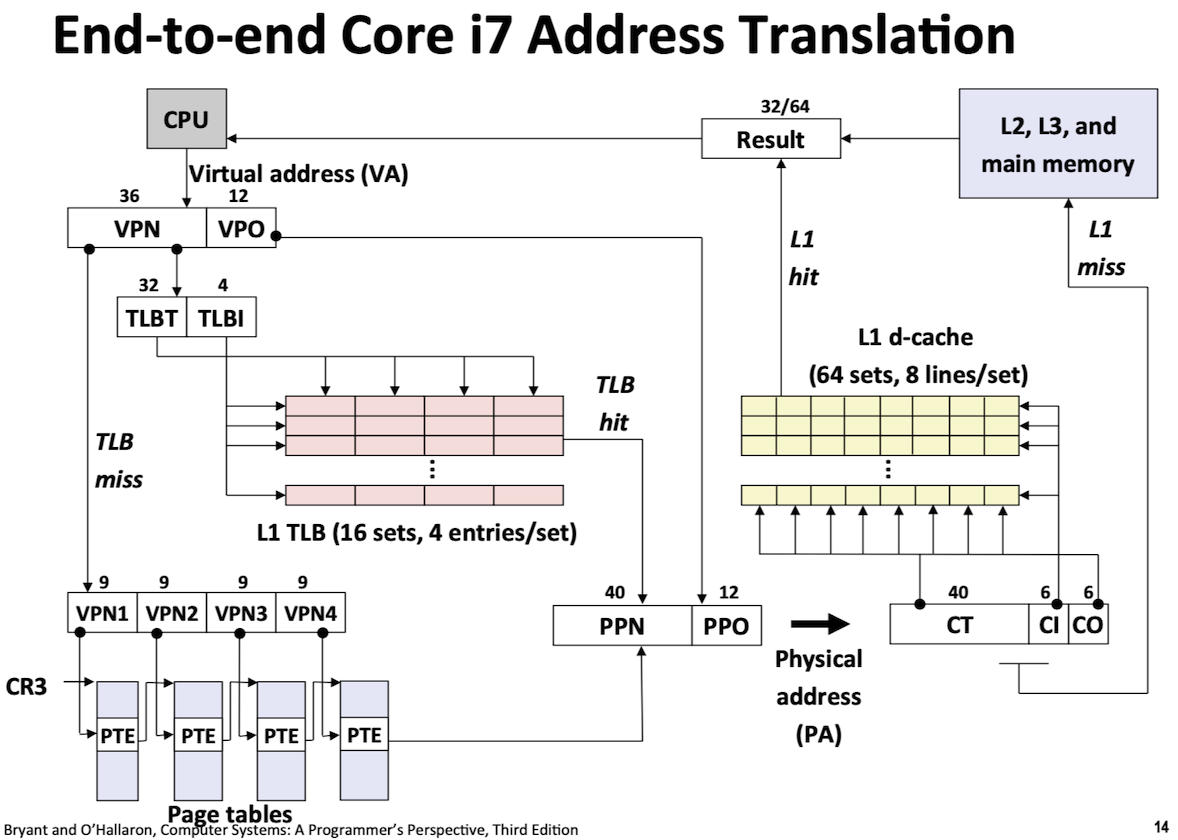 End-to-end Core i7 Address Translation
CPU
32/64
Result
L2, L3, and
main memory
Virtual address (VA)
36
12
VPN
VPO
L1
hit
L1
miss
32
4
TLBT
TLBI
L1 d-cache
(64 sets, 8 lines/set)
TLB
hit
TLB
miss
...
...
L1 TLB (16 sets, 4 entries/set)
9
9
9
9
VPN1
VPN2
VPN3
VPN4
40
12
PPN
PPO
40
6
6
CT
CI
CO
Physical
address
(PA)
CR3
PTE
PTE
PTE
PTE
Page tables
Bryant and O'Hallaron, Computer Systems: A Programmer's Perspective, Third Edition
14